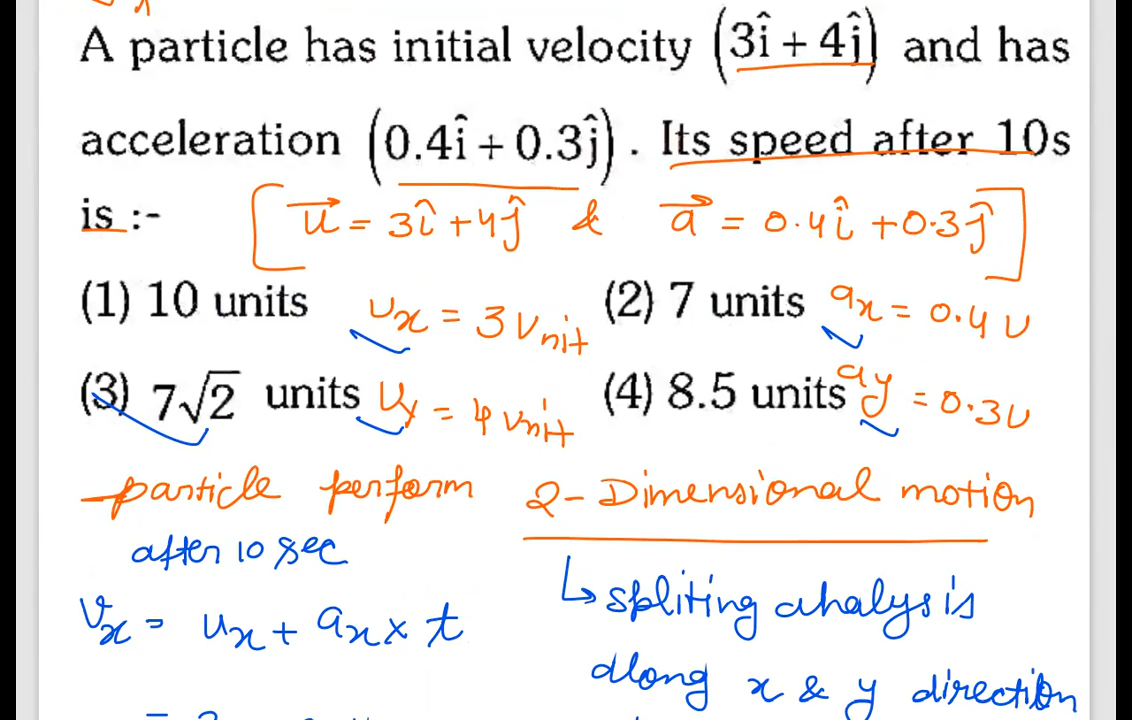 A particle has initial velocity (3î + 4ĵ) and has
acceleration (0.4î + 0.3ĵ) . Its speed after 10s
is :- [u⃗ = 3î + 4ĵ & a⃗ = 0.4î + 0.3ĵ]
(1) 10 units ux = 3 Unit (2) 7 units ax = 0.4 U
(3) 7√2 units uy = 4 Unit (4) 8.5 units ay = 0.3 U
particle perform 2-Dimensional motion
after 10 sec
↳ spliting analysis is
vx = ux + ax × t
along x & y direction